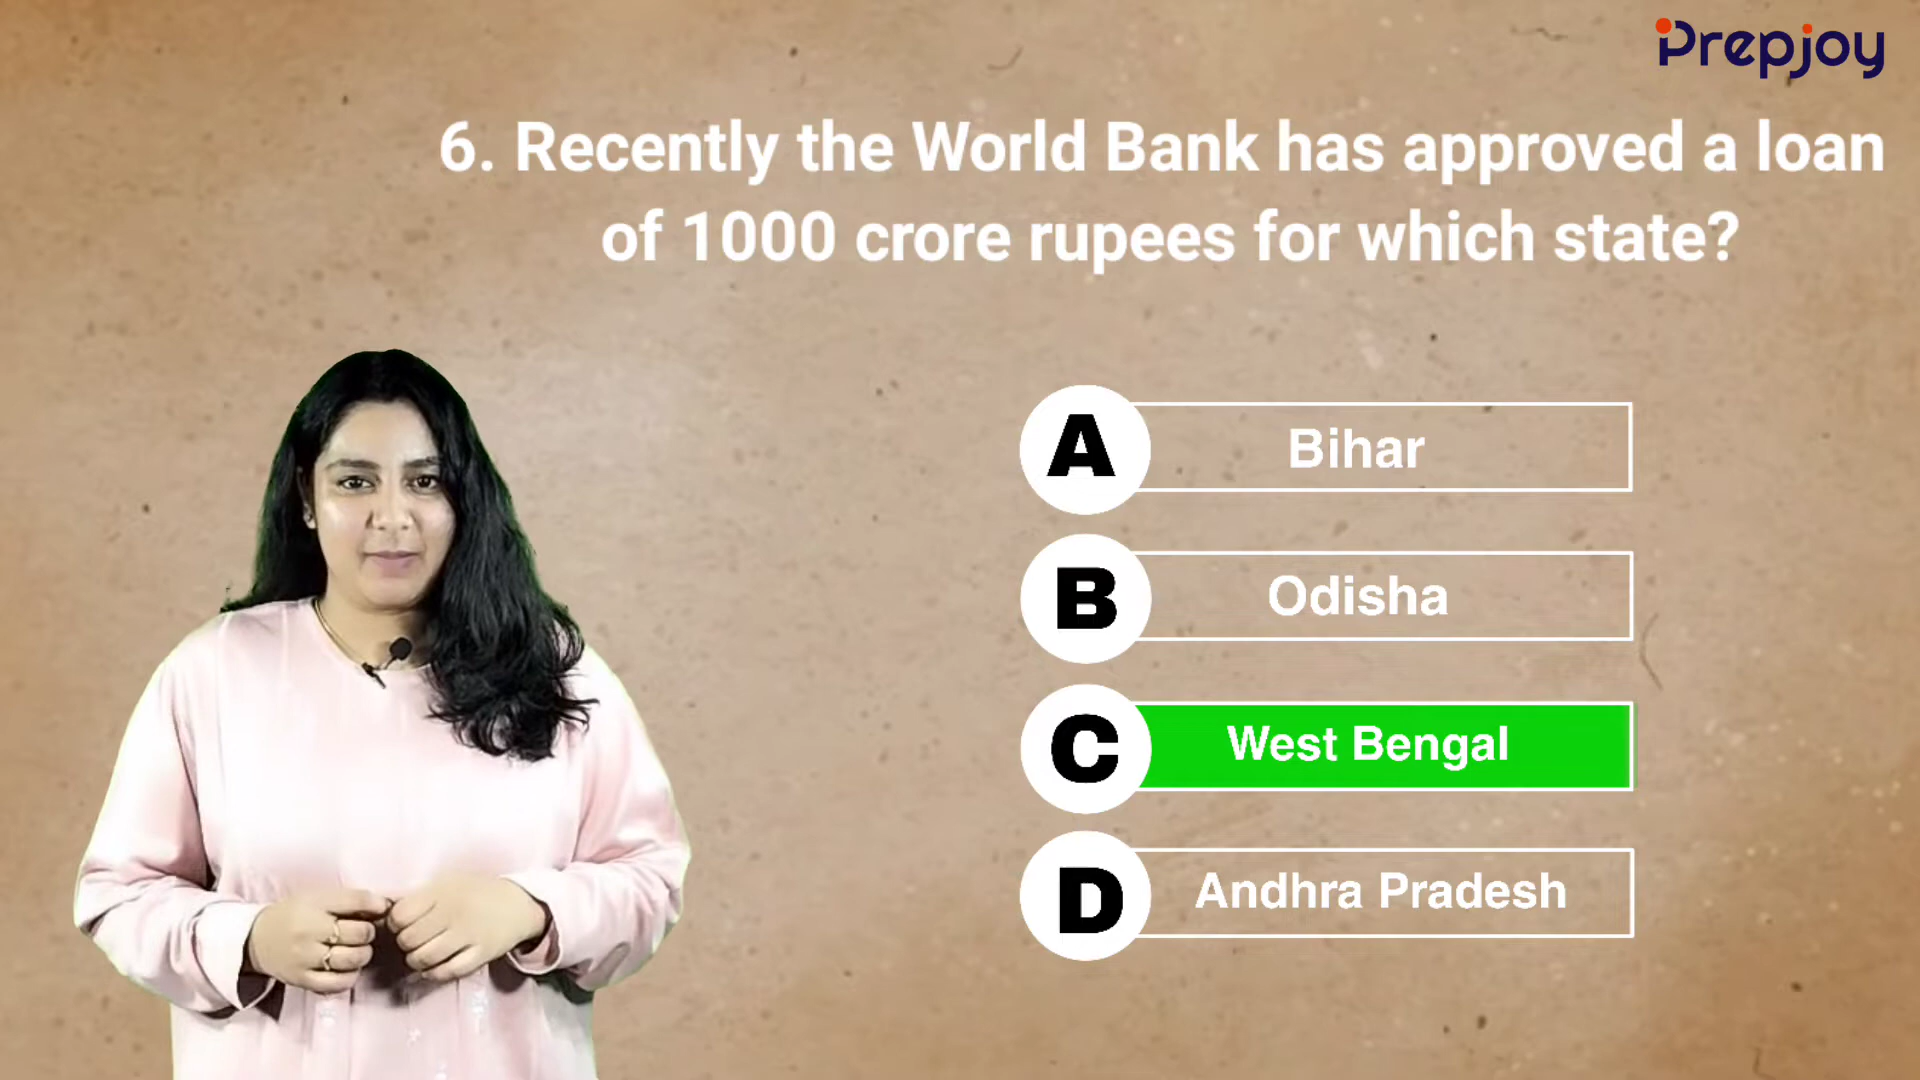 Prepjoy
6. Recently the World Bank has approved a loan
of 1000 crore rupees for which state?
A Bihar
B Odisha
C West Bengal
D Andhra Pradesh